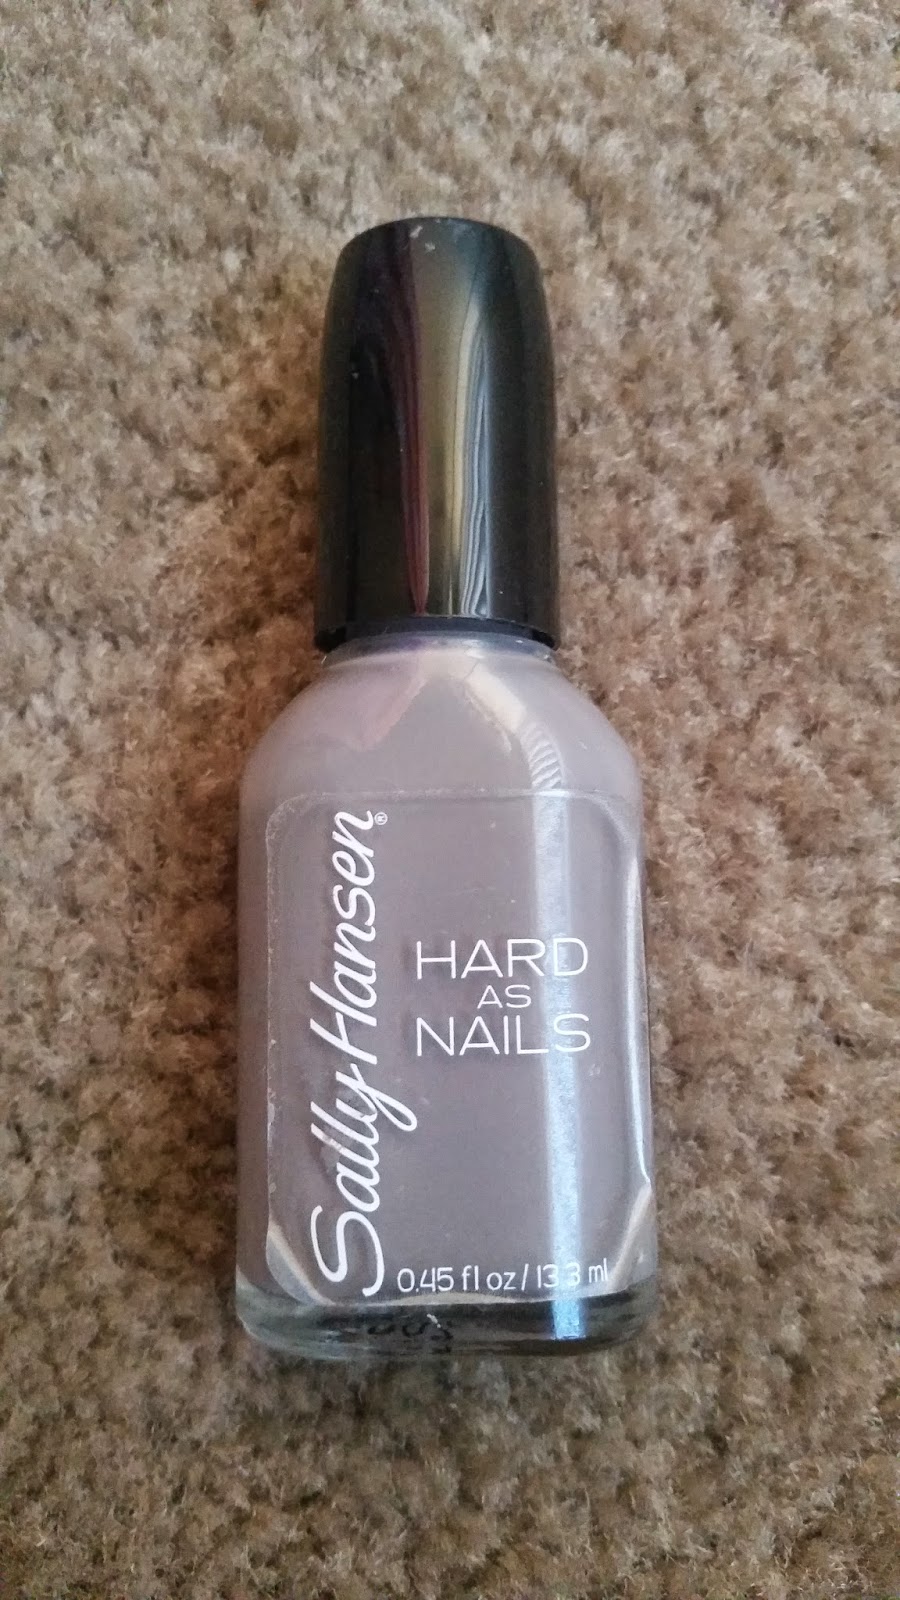 Sally Hansen®
HARD
AS
NAILS
0.45 fl oz / 13.3 ml